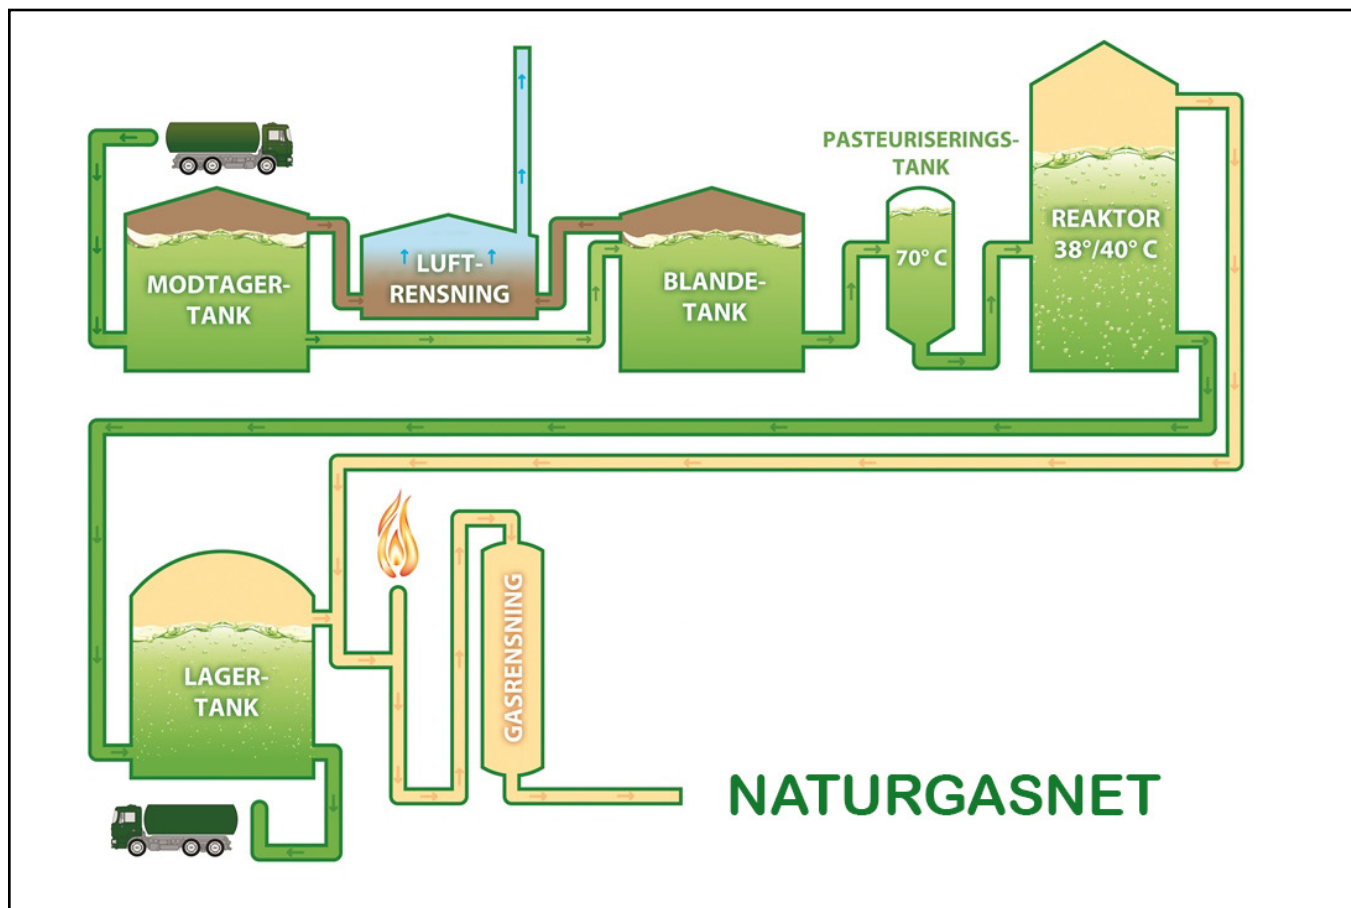 PASTEURISERINGS-
TANK
REAKTOR
38°/40° C
70° C
LUFT-
RENSNING
MODTAGER-
TANK
BLANDE-
TANK
LAGER-
TANK
GASRENSNING
NATURGASNET